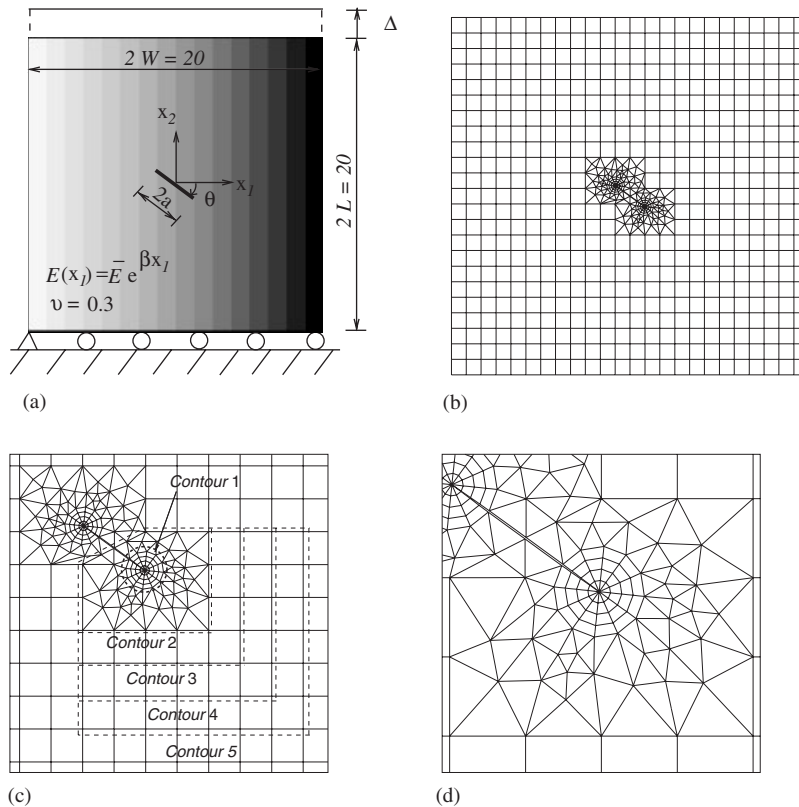 Δ
2 W = 20
x2
x1
2a
θ
2 L = 20
E(x1) = E̅ e^βx1
υ = 0.3
(a)
(b)
Contour 1
Contour 2
Contour 3
Contour 4
Contour 5
(c)
(d)